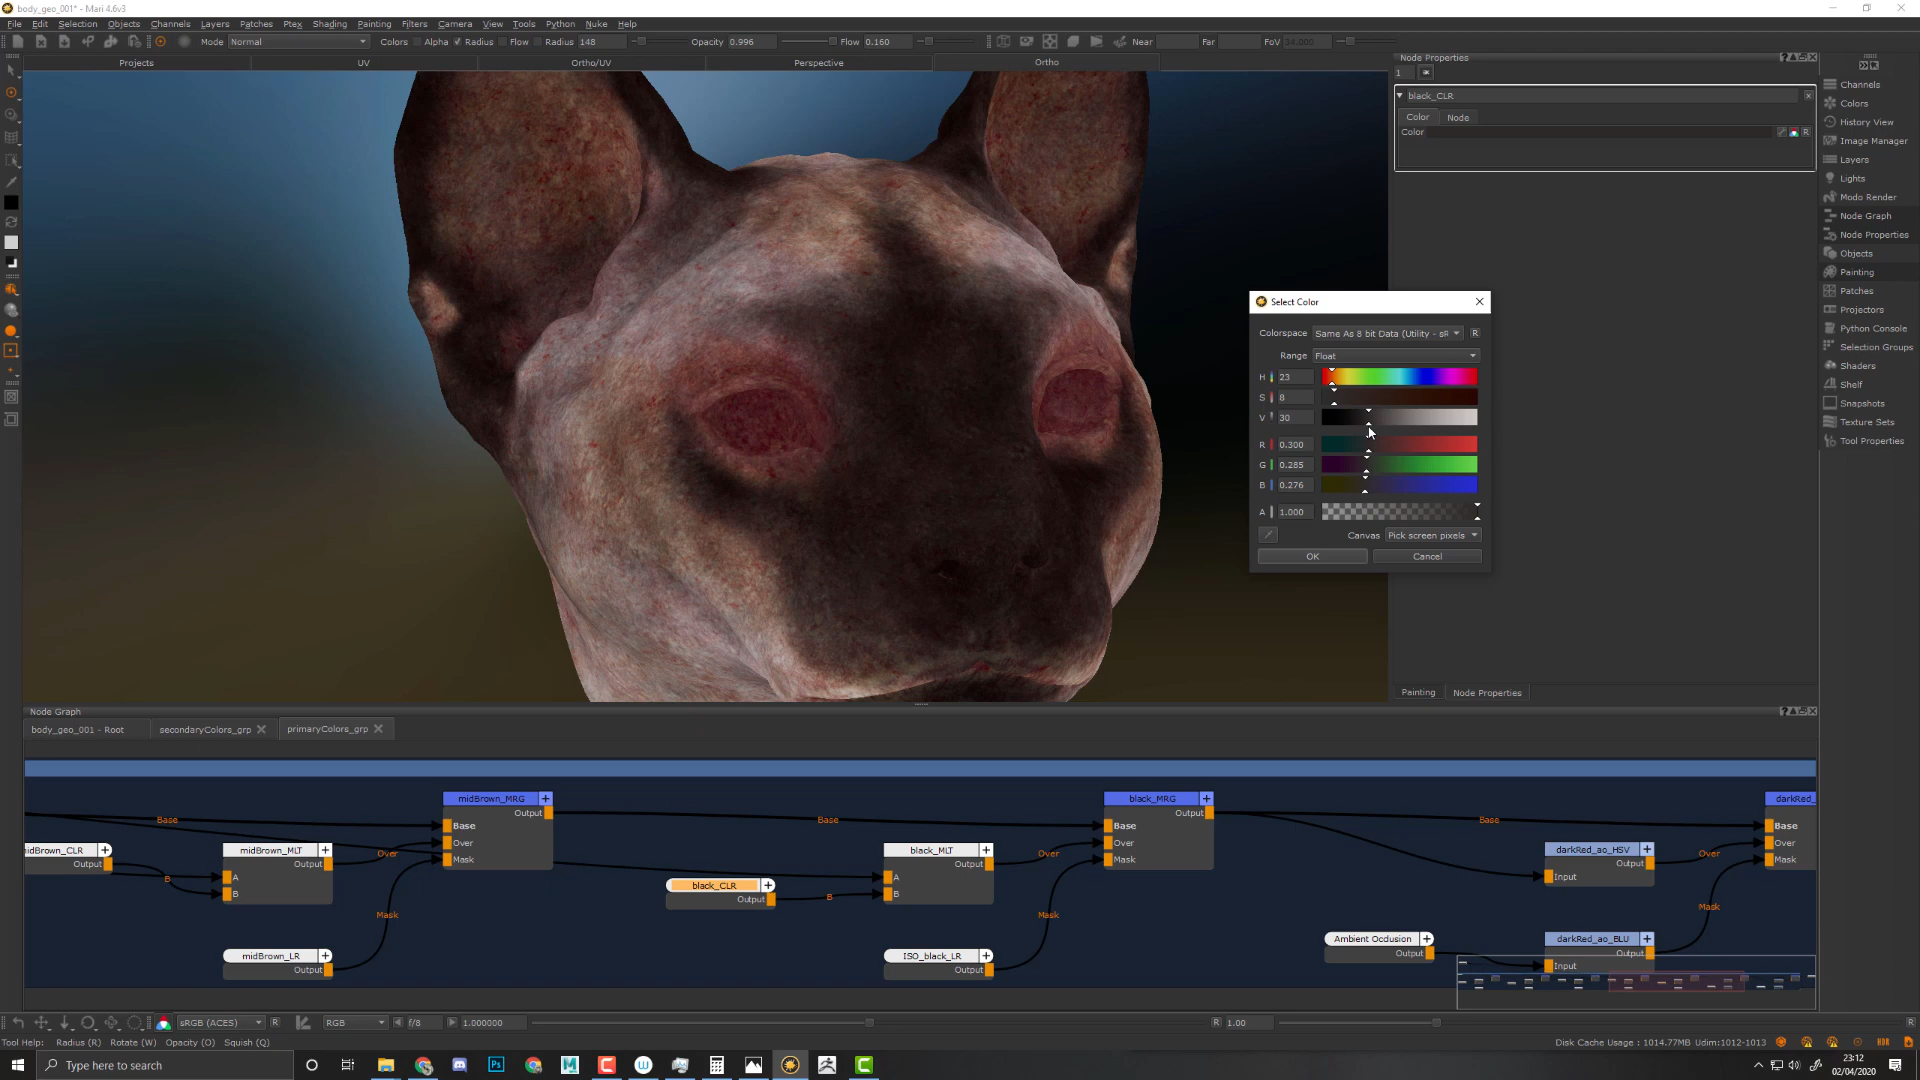 body_geo_001* - Mari 4.6v3
File Edit Selection Objects Channels Layers Patches Ptex Shading Painting Filters Camera View Tools Python Nuke Help
Mode Normal Colors Alpha Radius Flow Radius 148 Opacity 0.996 Flow 0.160 Near Far FoV 34.000
Projects UV Ortho/UV Perspective Ortho
Node Properties
1
black_CLR
Color Node
Color R
Channels
Colors
History View
Image Manager
Layers
Lights
Modo Render
Node Graph
Node Properties
Objects
Painting
Patches
Projectors
Python Console
Selection Groups
Shaders
Shelf
Snapshots
Texture Sets
Tool Properties
Select Color
Colorspace Same As 8 bit Data (Utility - sR R
Range Float
H 23
S 8
V 30
R 0.300
G 0.285
B 0.276
A 1.000
Canvas Pick screen pixels
OK Cancel
Painting Node Properties
Node Graph
body_geo_001 - Root secondaryColors_grp primaryColors_grp
midBrown_MRG + Output Base Over Mask
black_MRG + Output Base Over Mask
darkRed_ Base Over Mask
Base Base Base
idBrown_CLR + Output
B
midBrown_MLT + Output A B
Over
Mask
midBrown_LR + Output
black_CLR + Output
B
black_MLT + Output A B
Over
Mask
ISO_black_LR + Output
darkRed_ao_HSV + Output Input
Over
Mask
Ambient Occlusion + Output
darkRed_ao_BLU + Output Input
sRGB (ACES) R RGB f/8 1.000000 R 1.00 R
Tool Help: Radius (R) Rotate (W) Opacity (O) Squish (Q)
Disk Cache Usage : 1014.77MB Udim:1012-1013
HDR
Type here to search
23:12
02/04/2020